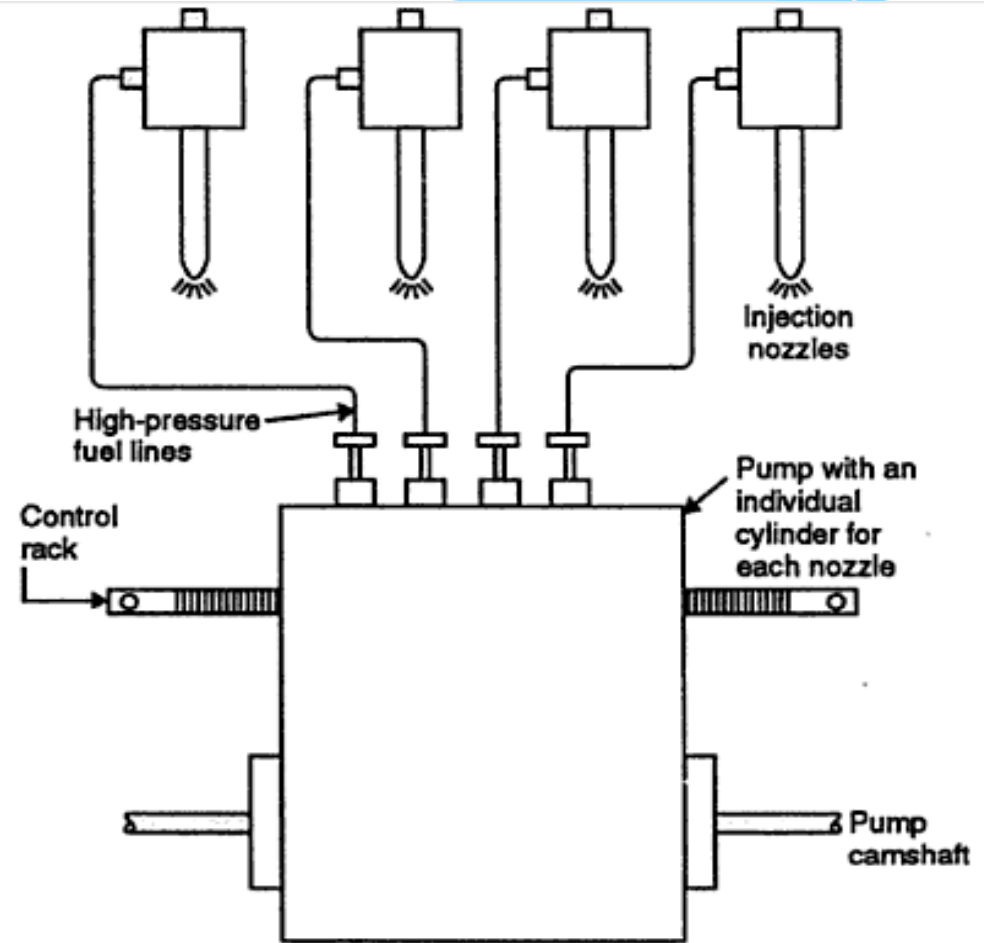 Injection
nozzles
High-pressure
fuel lines
Pump with an
individual
cylinder for
each nozzle
Control
rack
Pump
camshaft